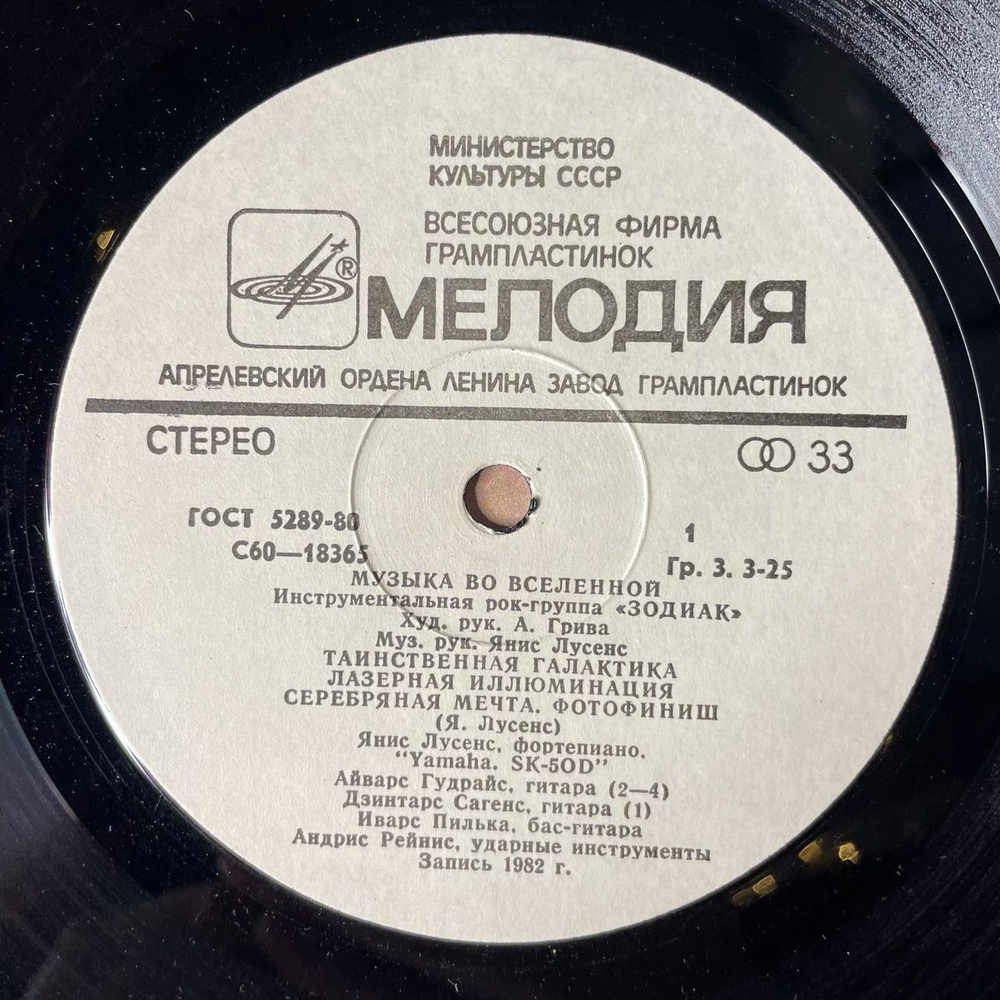 МИНИСТЕРСТВО
КУЛЬТУРЫ СССР
ВСЕСОЮЗНАЯ ФИРМА
ГРАМПЛАСТИНОК
®
МЕЛОДИЯ
АПРЕЛЕВСКИЙ ОРДЕНА ЛЕНИНА ЗАВОД ГРАМПЛАСТИНОК
СТЕРЕО
33
ГОСТ 5289-80
С60—18365
1
Гр. 3. 3-25
МУЗЫКА ВО ВСЕЛЕННОЙ
Инструментальная рок-группа «ЗОДИАК»
Худ. рук. А. Грива
Муз. рук. Янис Лусенс
ТАИНСТВЕННАЯ ГАЛАКТИКА
ЛАЗЕРНАЯ ИЛЛЮМИНАЦИЯ
СЕРЕБРЯНАЯ МЕЧТА. ФОТОФИНИШ
(Я. Лусенс)
Янис Лусенс, фортепиано,
"Yamaha. SK-50D"
Айварс Гудрайс, гитара (2—4)
Дзинтарс Сагенс, гитара (1)
Иварс Пилька, бас-гитара
Андрис Рейнис, ударные инструменты
Запись 1982 г.